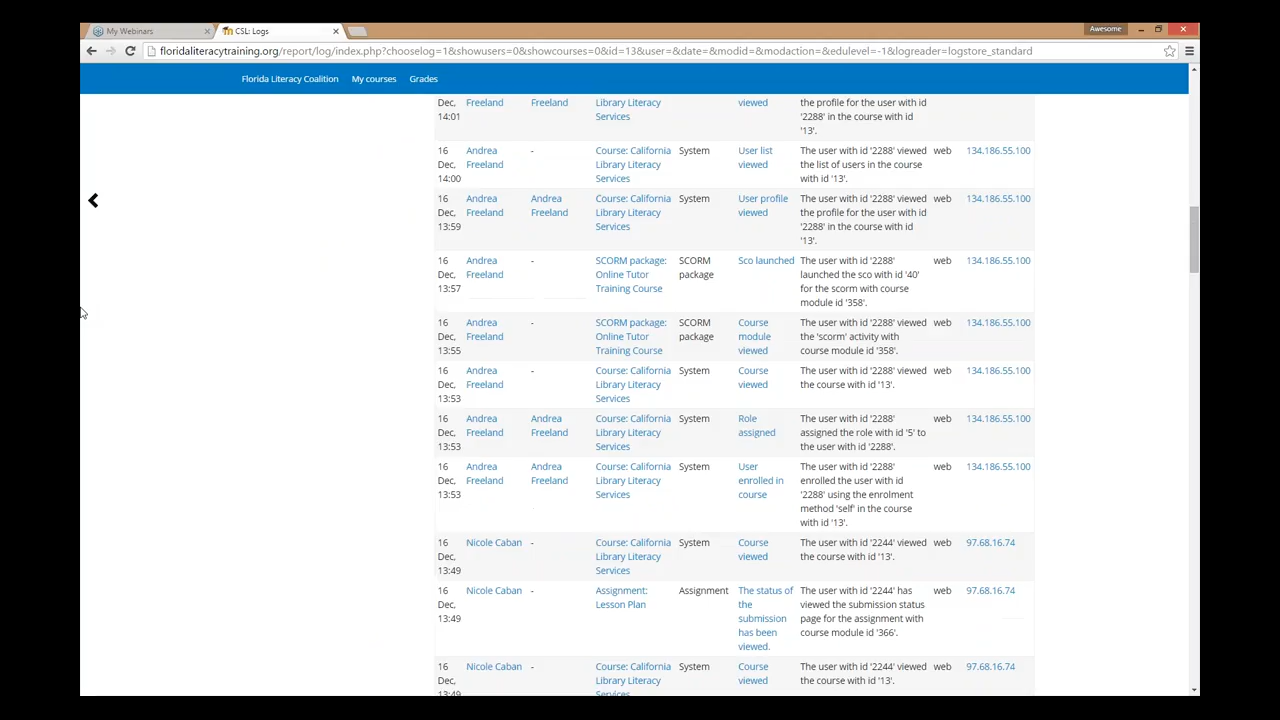 My Webinars
CSL: Logs
Awesome
floridaliteracytraining.org/report/log/index.php?chooselog=1&showusers=0&showcourses=0&id=13&user=&date=&modid=&modaction=&edulevel=-1&logreader=logstore_standard
Florida Literacy Coalition My courses Grades
Dec, Freeland Freeland Library Literacy viewed the profile for the user with id
14:01 Services '2288' in the course with id
'13'.
16 Andrea - Course: California System User list The user with id '2288' viewed web 134.186.55.100
Dec, Freeland Library Literacy viewed the list of users in the course
14:00 Services with id '13'.
16 Andrea Andrea Course: California System User profile The user with id '2288' viewed web 134.186.55.100
Dec, Freeland Freeland Library Literacy viewed the profile for the user with id
13:59 Services '2288' in the course with id
'13'.
16 Andrea - SCORM package: SCORM Sco launched The user with id '2288' web 134.186.55.100
Dec, Freeland Online Tutor package launched the sco with id '40'
13:57 Training Course for the scorm with course
module id '358'.
16 Andrea - SCORM package: SCORM Course The user with id '2288' viewed web 134.186.55.100
Dec, Freeland Online Tutor package module the 'scorm' activity with
13:55 Training Course viewed course module id '358'.
16 Andrea - Course: California System Course The user with id '2288' viewed web 134.186.55.100
Dec, Freeland Library Literacy viewed the course with id '13'.
13:53 Services
16 Andrea Andrea Course: California System Role The user with id '2288' web 134.186.55.100
Dec, Freeland Freeland Library Literacy assigned assigned the role with id '5' to
13:53 Services the user with id '2288'.
16 Andrea Andrea Course: California System User The user with id '2288' web 134.186.55.100
Dec, Freeland Freeland Library Literacy enrolled in enrolled the user with id
13:53 Services course '2288' using the enrolment
method 'self' in the course
with id '13'.
16 Nicole Caban - Course: California System Course The user with id '2244' viewed web 97.68.16.74
Dec, Library Literacy viewed the course with id '13'.
13:49 Services
16 Nicole Caban - Assignment: Assignment The status of The user with id '2244' has web 97.68.16.74
Dec, Lesson Plan the viewed the submission status
13:49 submission page for the assignment with
has been course module id '366'.
viewed.
16 Nicole Caban - Course: California System Course The user with id '2244' viewed web 97.68.16.74
Dec, Library Literacy viewed the course with id '13'.
13:49 Services